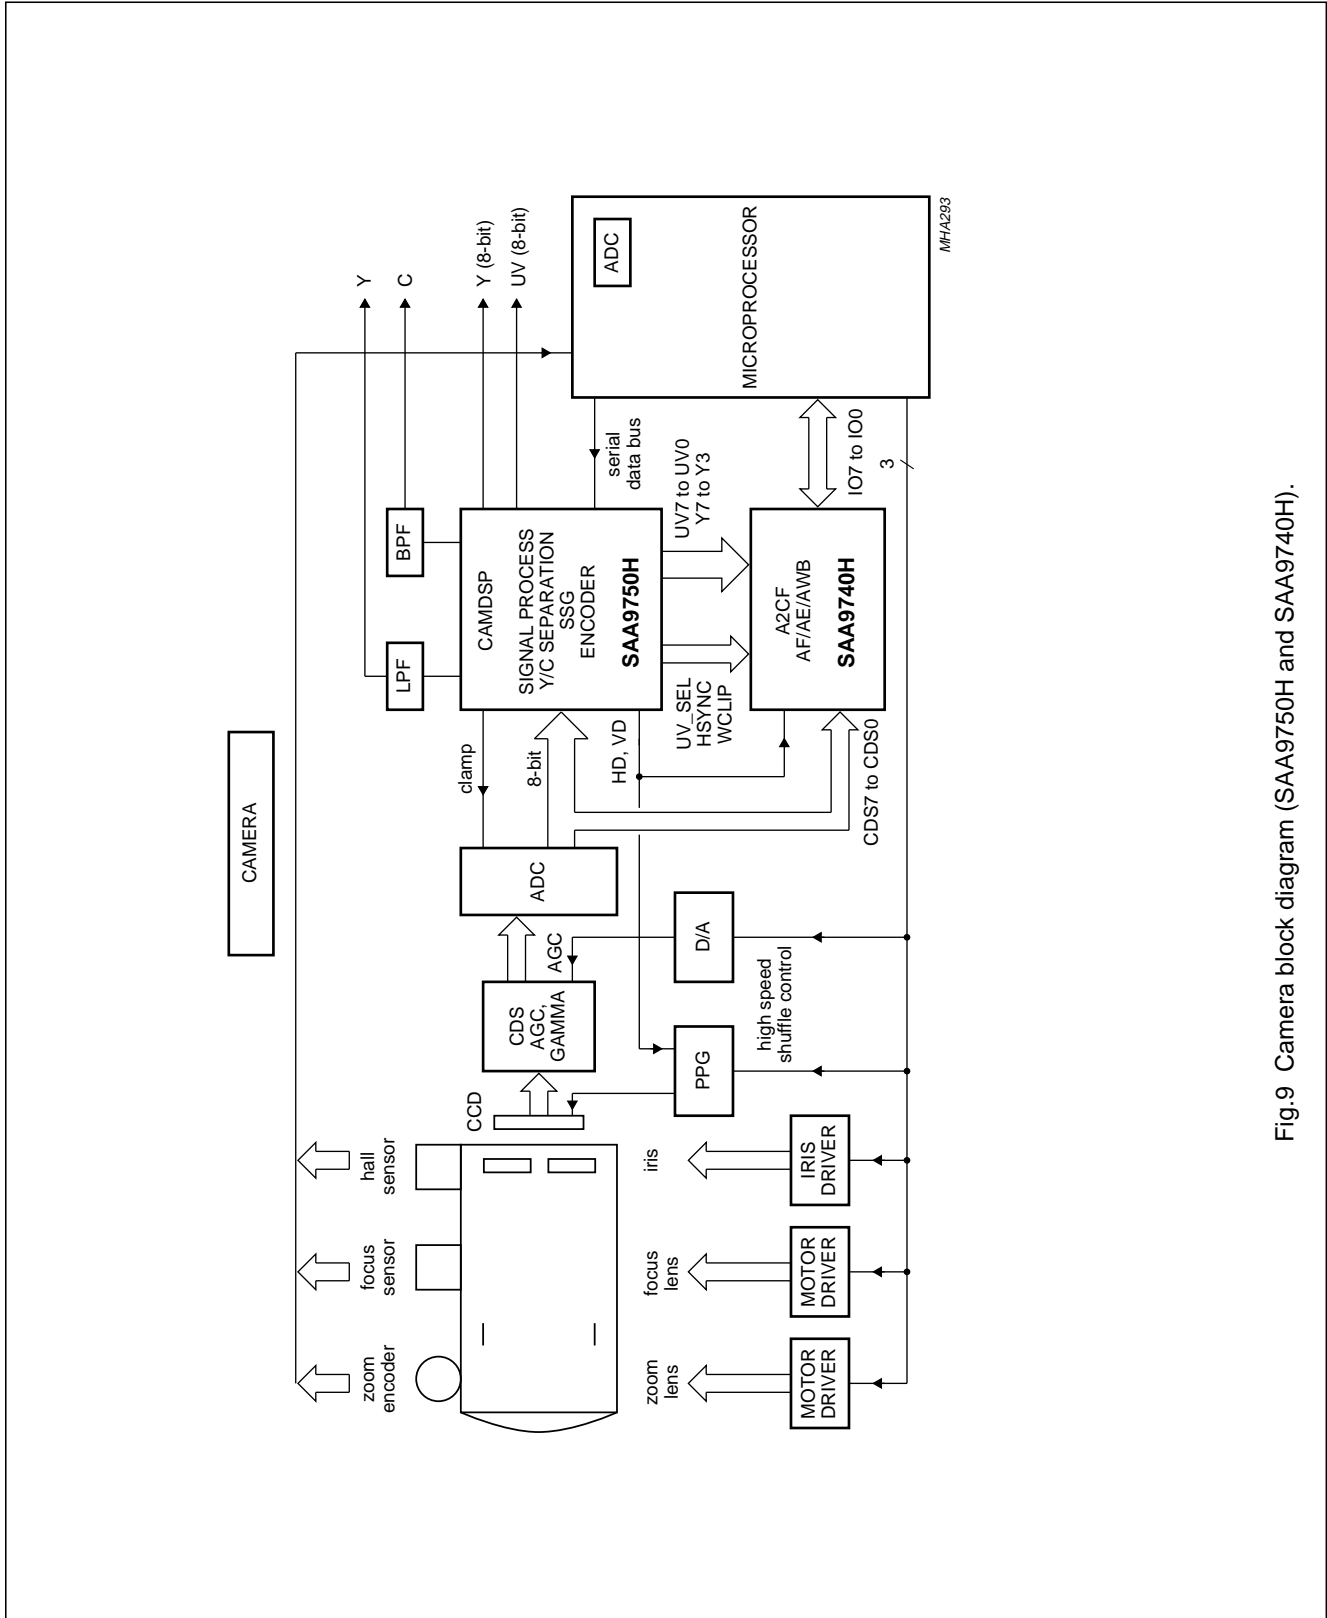 CAMERA
zoom
encoder
focus
sensor
hall
sensor
Y
C
Y (8-bit)
UV (8-bit)
LPF
BPF
CCD
CDS
AGC,
GAMMA
AGC
ADC
clamp
8-bit
HD, VD
CAMDSP
SIGNAL PROCESS
Y/C SEPARATION
SSG
ENCODER
SAA9750H
serial
data bus
ADC
MICROPROCESSOR
UV_SEL
HSYNC
WCLIP
UV7 to UV0
Y7 to Y3
A2CF
AF/AE/AWB
SAA9740H
IO7 to IO0
CDS7 to CDS0
3
zoom
lens
focus
lens
iris
PPG
D/A
high speed
shuffle control
MOTOR
DRIVER
MOTOR
DRIVER
IRIS
DRIVER
MHA293
Fig.9 Camera block diagram (SAA9750H and SAA9740H).